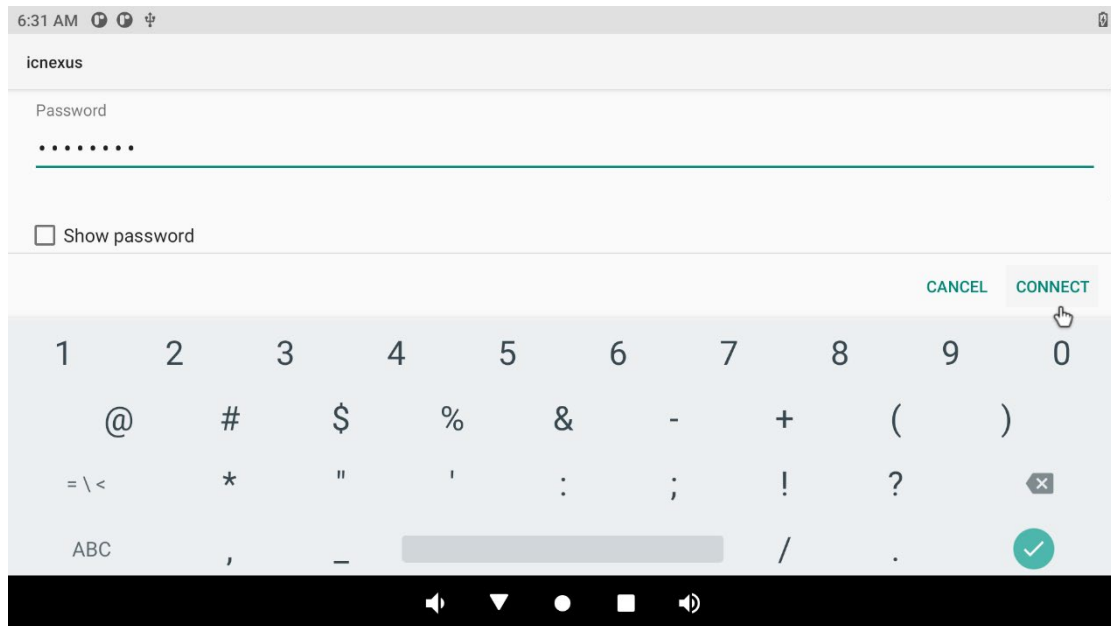 6:31 AM
icnexus
Password
••••••••
Show password
CANCEL CONNECT
1 2 3 4 5 6 7 8 9 0
@ # $ % & - + ( )
= \ < * " ' : ; ! ?
ABC , _ / .